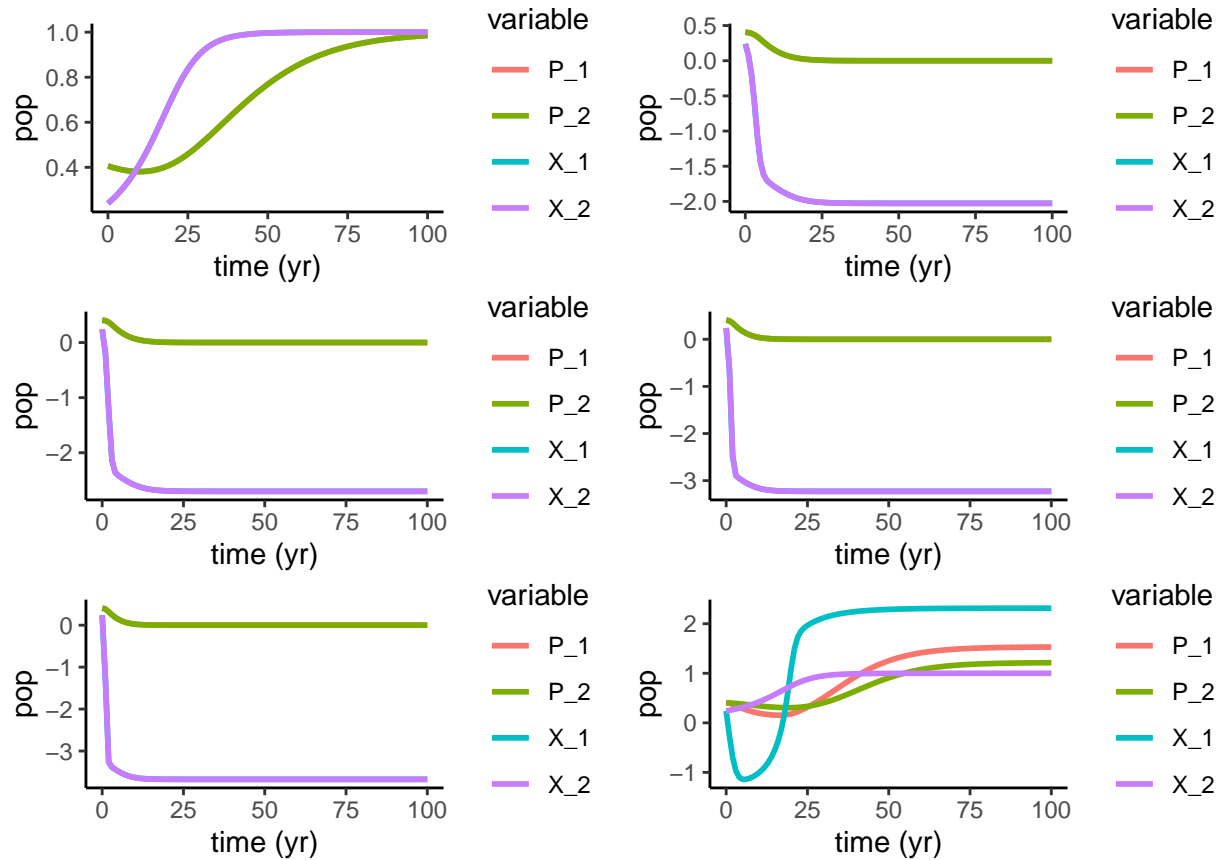 pop
1.0
0.8
0.6
0.4
0 25 50 75 100
time (yr)
variable
P_1
P_2
X_1
X_2
pop
0.5
0.0
−0.5
−1.0
−1.5
−2.0
0 25 50 75 100
time (yr)
variable
P_1
P_2
X_1
X_2
pop
0
−1
−2
0 25 50 75 100
time (yr)
variable
P_1
P_2
X_1
X_2
pop
0
−1
−2
−3
0 25 50 75 100
time (yr)
variable
P_1
P_2
X_1
X_2
pop
0
−1
−2
−3
0 25 50 75 100
time (yr)
variable
P_1
P_2
X_1
X_2
pop
2
1
0
−1
0 25 50 75 100
time (yr)
variable
P_1
P_2
X_1
X_2